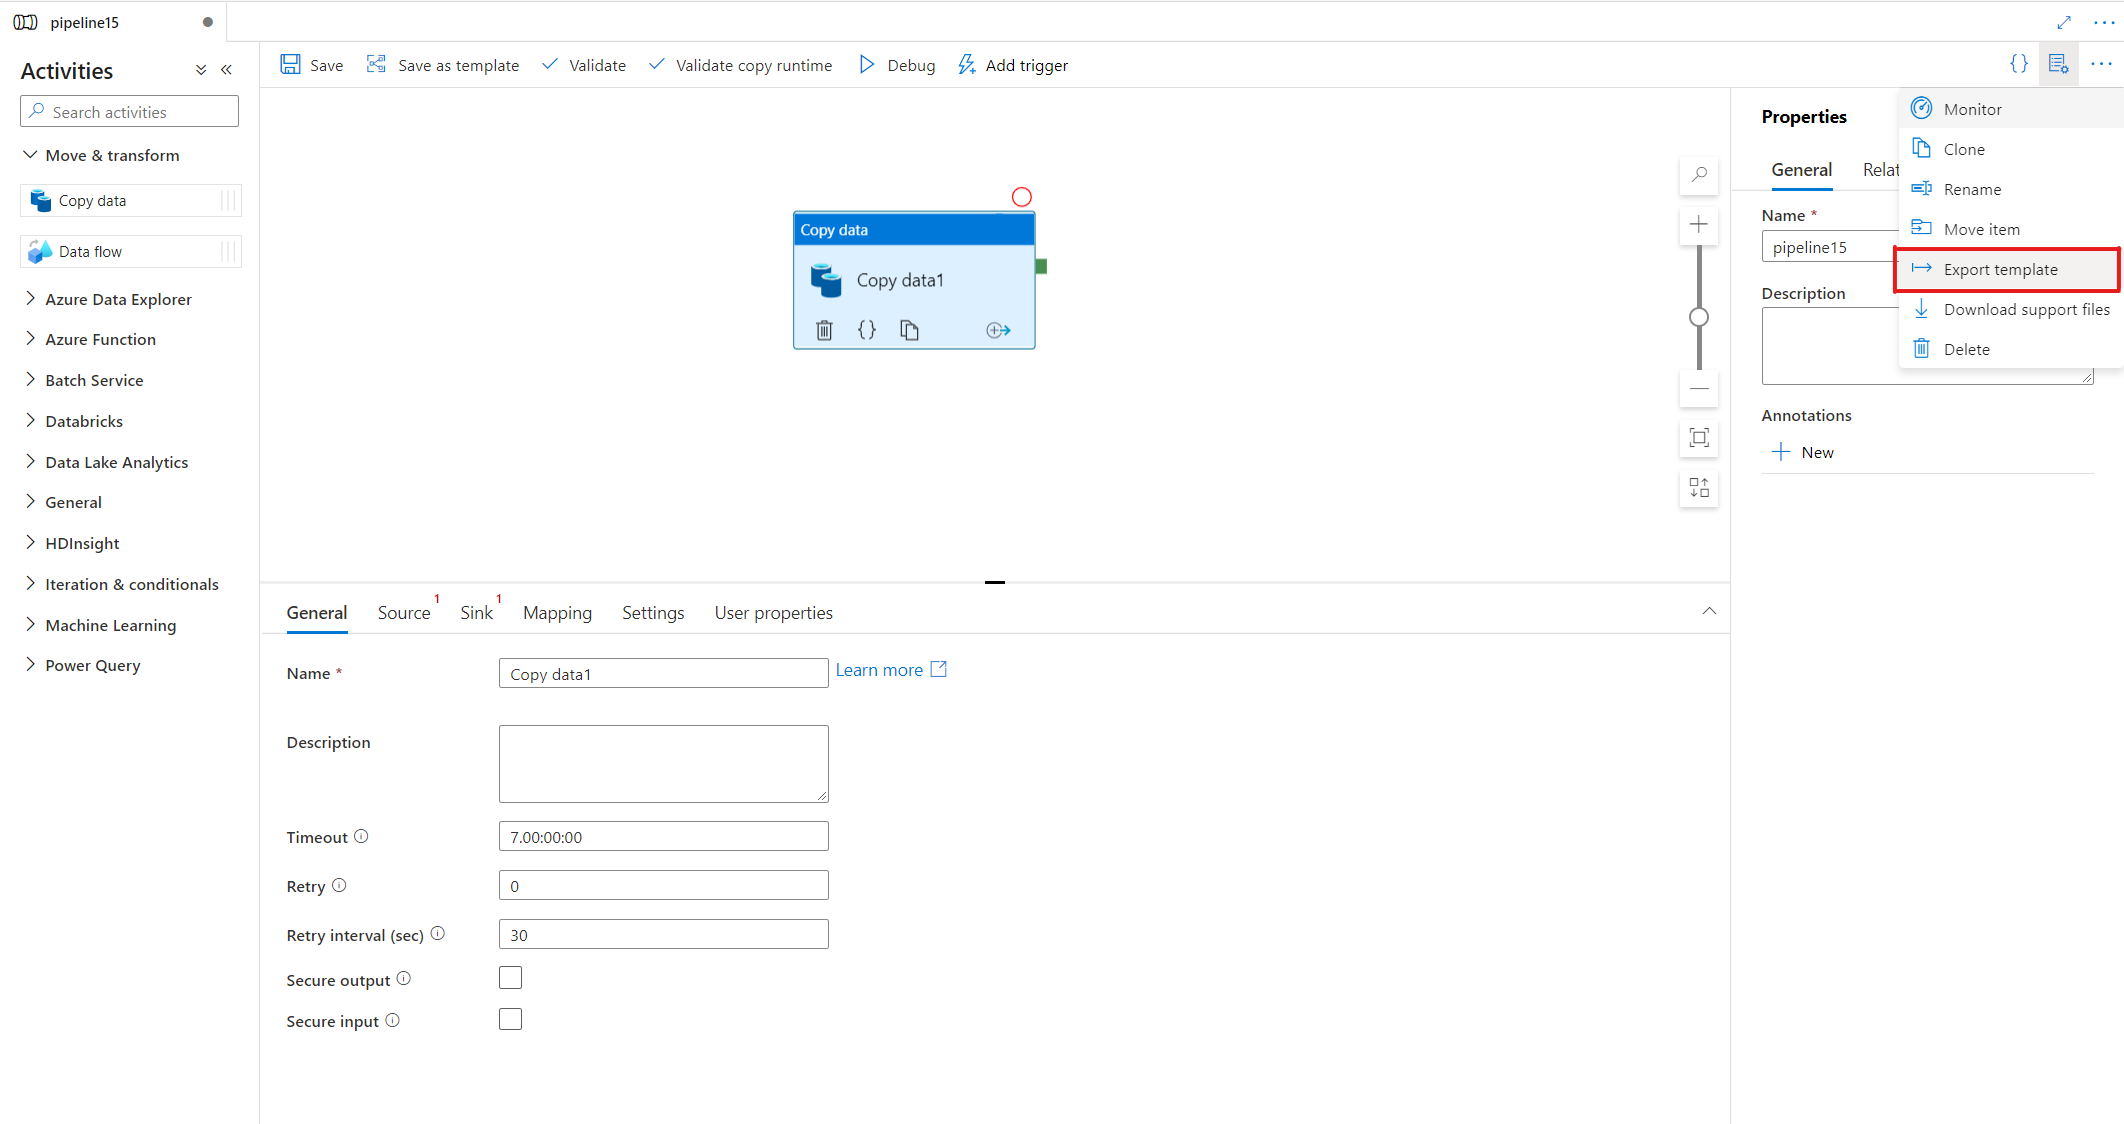 pipeline15
Activities
Search activities
Move & transform
Copy data
Data flow
Azure Data Explorer
Azure Function
Batch Service
Databricks
Data Lake Analytics
General
HDInsight
Iteration & conditionals
Machine Learning
Power Query
Save
Save as template
Validate
Validate copy runtime
Debug
Add trigger
Copy data
Copy data1
General
Source 1
Sink 1
Mapping
Settings
User properties
Name *
Copy data1
Learn more
Description
Timeout
7.00:00:00
Retry
0
Retry interval (sec)
30
Secure output
Secure input
Properties
General
Relat
Name *
pipeline15
Description
Annotations
New
Monitor
Clone
Rename
Move item
Export template
Download support files
Delete